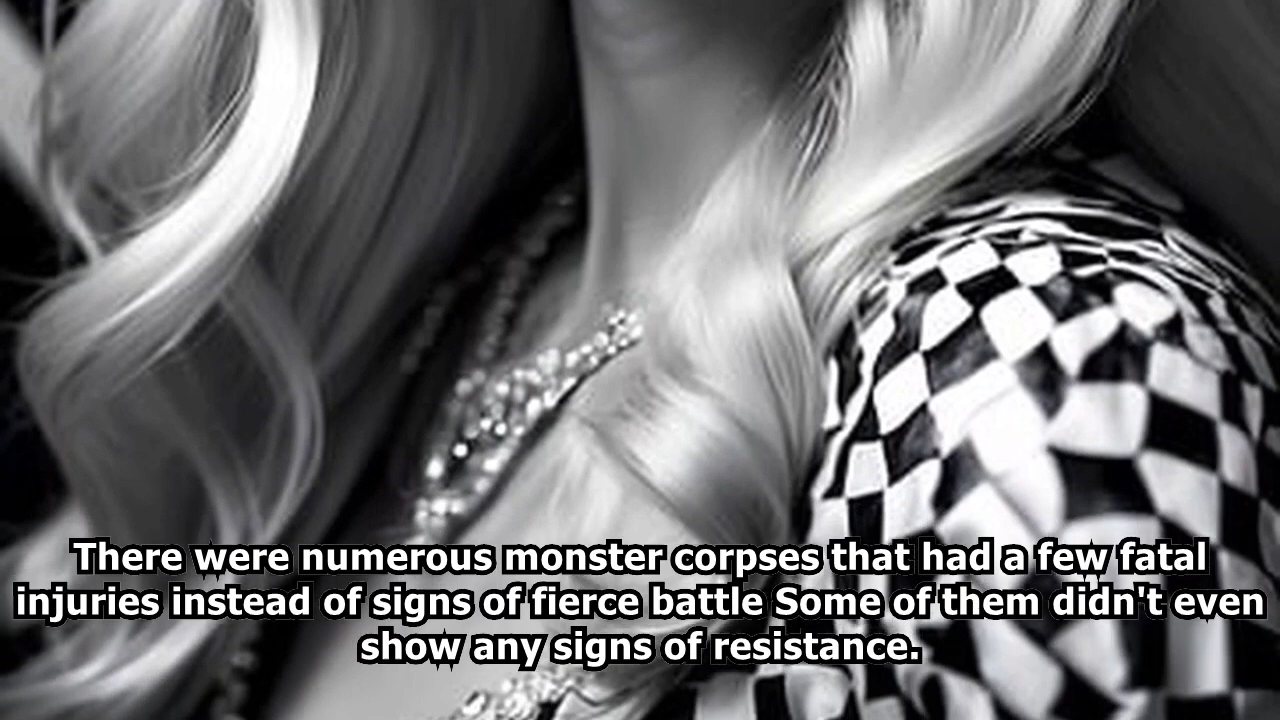 There were numerous monster corpses that had a few fatal
injuries instead of signs of fierce battle Some of them didn't even
show any signs of resistance.